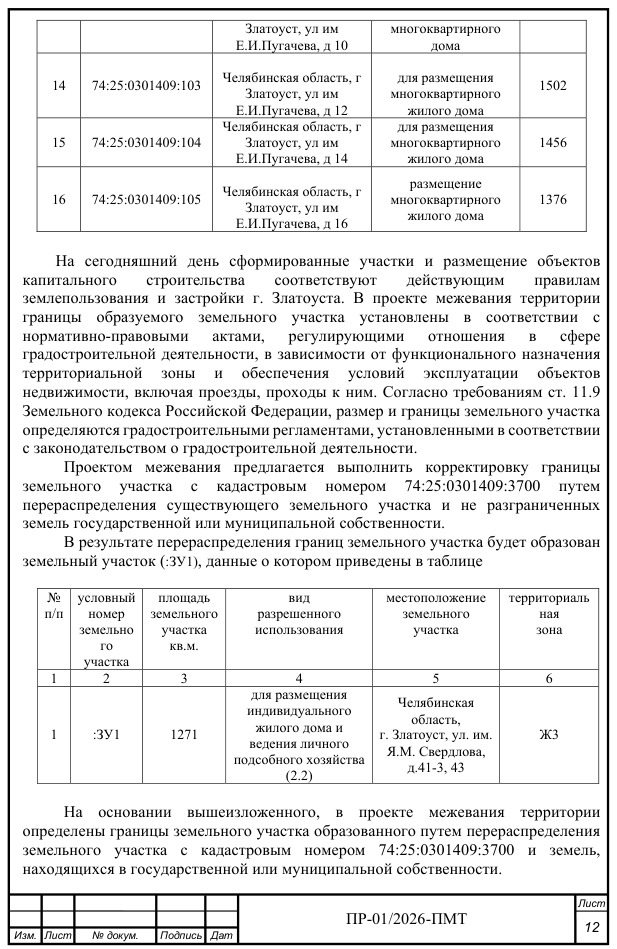 Златоуст, ул им
Е.И.Пугачева, д 10
многоквартирного
дома
14
74:25:0301409:103
Челябинская область, г
Златоуст, ул им
Е.И.Пугачева, д 12
для размещения
многоквартирного
жилого дома
1502
15
74:25:0301409:104
Челябинская область, г
Златоуст, ул им
Е.И.Пугачева, д 14
для размещения
многоквартирного
жилого дома
1456
16
74:25:0301409:105
Челябинская область, г
Златоуст, ул им
Е.И.Пугачева, д 16
размещение
многоквартирного
жилого дома
1376
На сегодняшний день сформированные участки и размещение объектов
капитального строительства соответствуют действующим правилам
землепользования и застройки г. Златоуста. В проекте межевания территории
границы образуемого земельного участка установлены в соответствии с
нормативно-правовыми актами, регулирующими отношения в сфере
градостроительной деятельности, в зависимости от функционального назначения
территориальной зоны и обеспечения условий эксплуатации объектов
недвижимости, включая проезды, проходы к ним. Согласно требованиям ст. 11.9
Земельного кодекса Российской Федерации, размер и границы земельного участка
определяются градостроительными регламентами, установленными в соответствии
с законодательством о градостроительной деятельности.
Проектом межевания предлагается выполнить корректировку границы
земельного участка с кадастровым номером 74:25:0301409:3700 путем
перераспределения существующего земельного участка и не разграниченных
земель государственной или муниципальной собственности.
В результате перераспределения границ земельного участка будет образован
земельный участок (:ЗУ1), данные о котором приведены в таблице
№
п/п
условный
номер
земельно
го
участка
площадь
земельного
участка
кв.м.
вид
разрешенного
использования
местоположение
земельного
участка
территориаль
ная
зона
1
2
3
4
5
6
1
:ЗУ1
1271
для размещения
индивидуального
жилого дома и
ведения личного
подсобного хозяйства
(2.2)
Челябинская
область,
г. Златоуст, ул. им.
Я.М. Свердлова,
д.41-3, 43
Ж3
На основании вышеизложенного, в проекте межевания территории
определены границы земельного участка образованного путем перераспределения
земельного участка с кадастровым номером 74:25:0301409:3700 и земель,
находящихся в государственной или муниципальной собственности.
Изм.
Лист
№ докум.
Подпись
Дат
ПР-01/2026-ПМТ
Лист
12